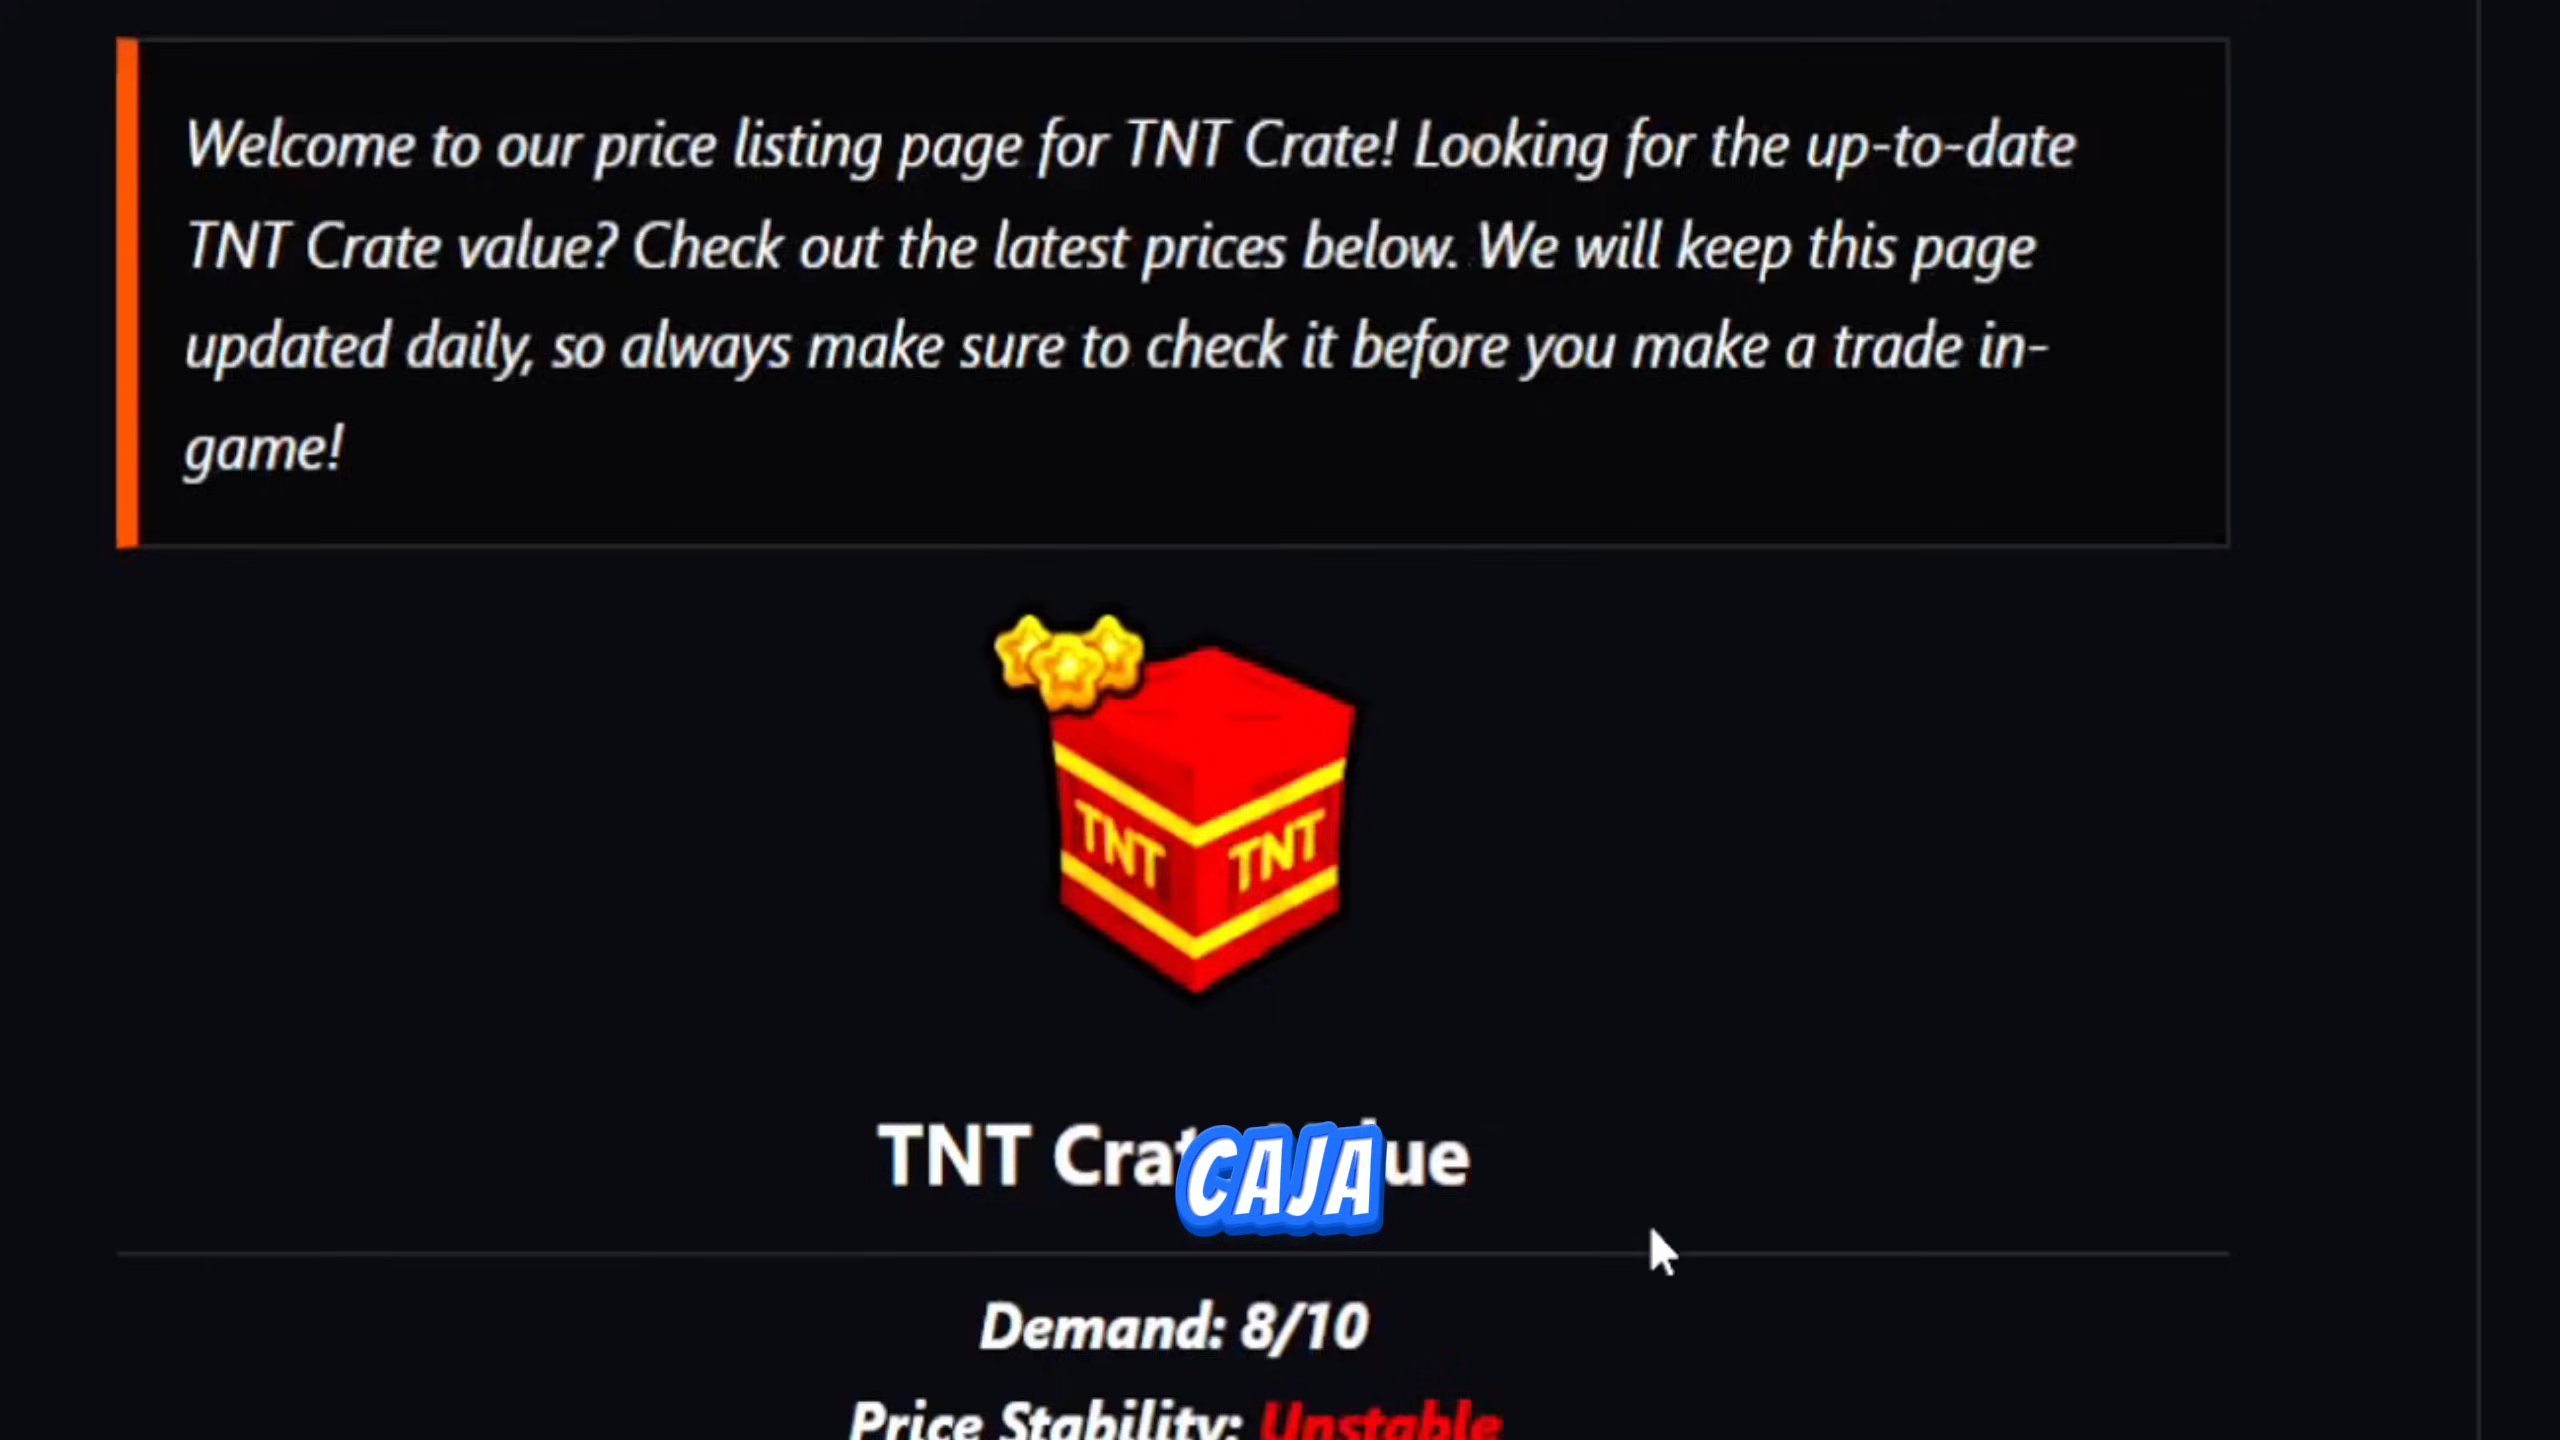 Welcome to our price listing page for TNT Crate! Looking for the up-to-date
TNT Crate value? Check out the latest prices below. We will keep this page
updated daily, so always make sure to check it before you make a trade in-
game!
TNT TNT
TNT Crate Value
CAJA
Demand: 8/10
Price Stability: Unstable